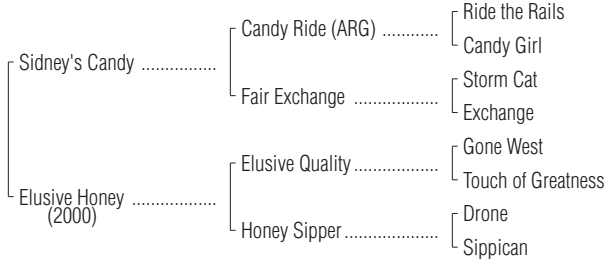 Ride the Rails
Candy Ride (ARG) ............
Candy Girl
Sidney's Candy ................
Storm Cat
Fair Exchange ..................
Exchange
Gone West
Elusive Quality ..................
Touch of Greatness
Elusive Honey ..................
(2000)
Drone
Honey Sipper ....................
Sippican